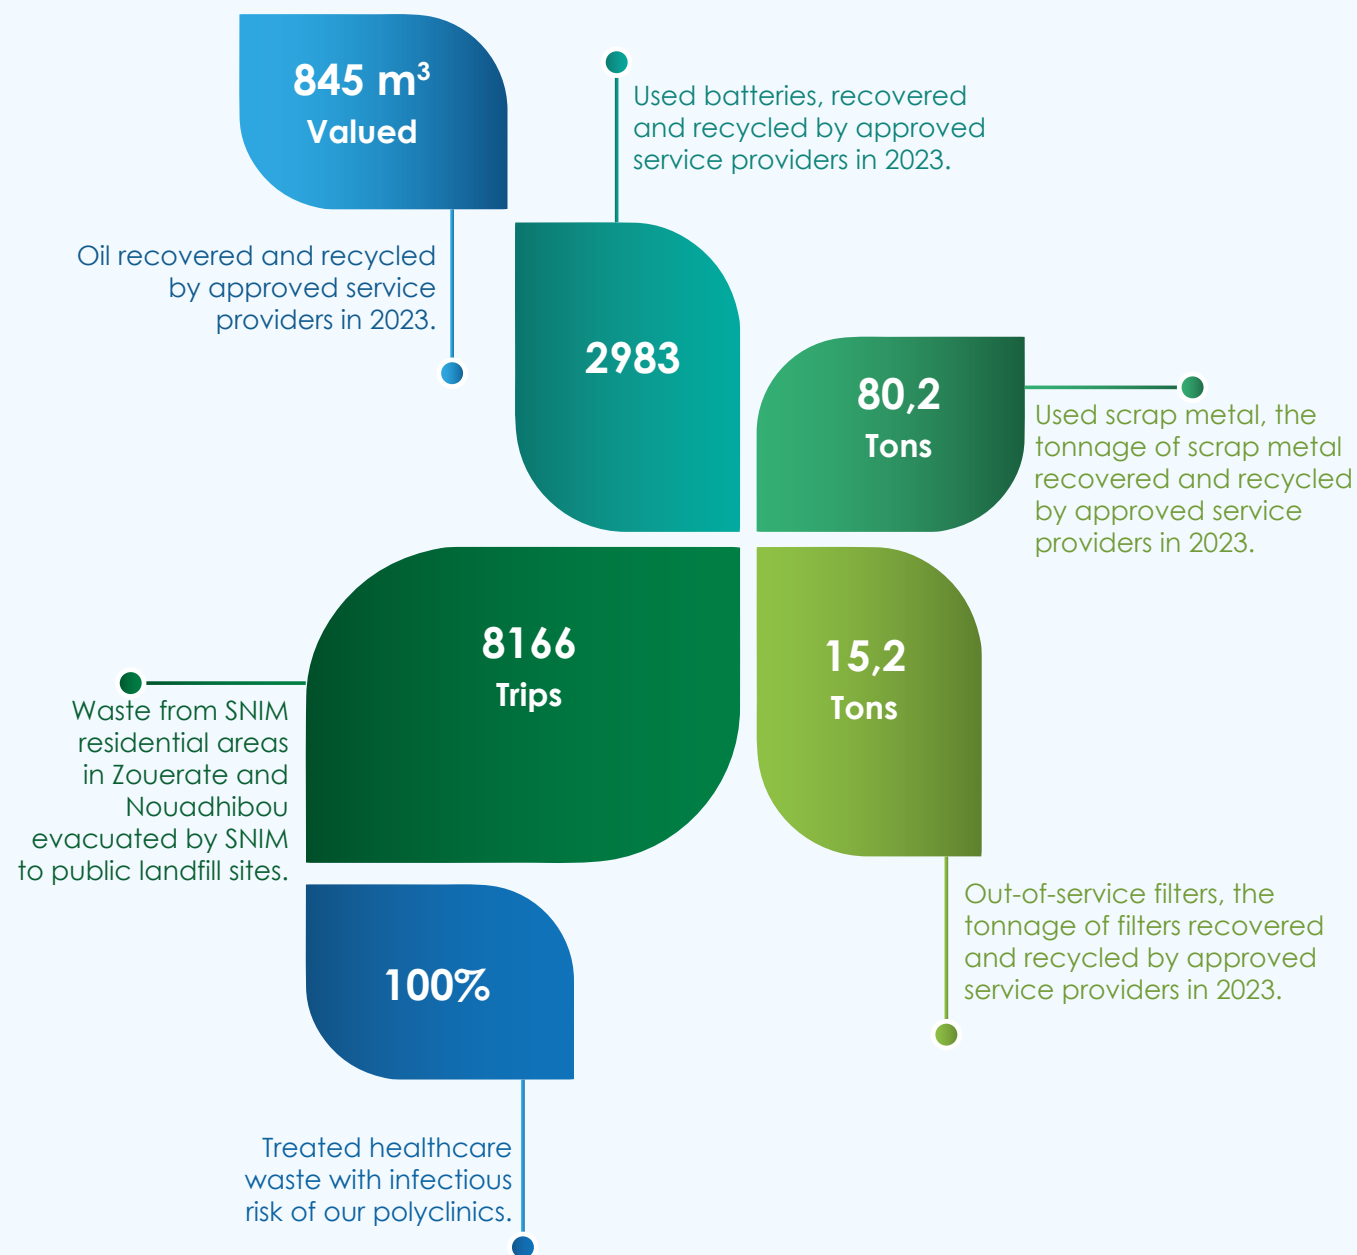 845 m³
Valued
Oil recovered and recycled
by approved service
providers in 2023.
Used batteries, recovered
and recycled by approved
service providers in 2023.
2983
80,2
Tons
Used scrap metal, the
tonnage of scrap metal
recovered and recycled
by approved service
providers in 2023.
8166
Trips
Waste from SNIM
residential areas
in Zouerate and
Nouadhibou
evacuated by SNIM
to public landfill sites.
15,2
Tons
Out-of-service filters, the
tonnage of filters recovered
and recycled by approved
service providers in 2023.
100%
Treated healthcare
waste with infectious
risk of our polyclinics.